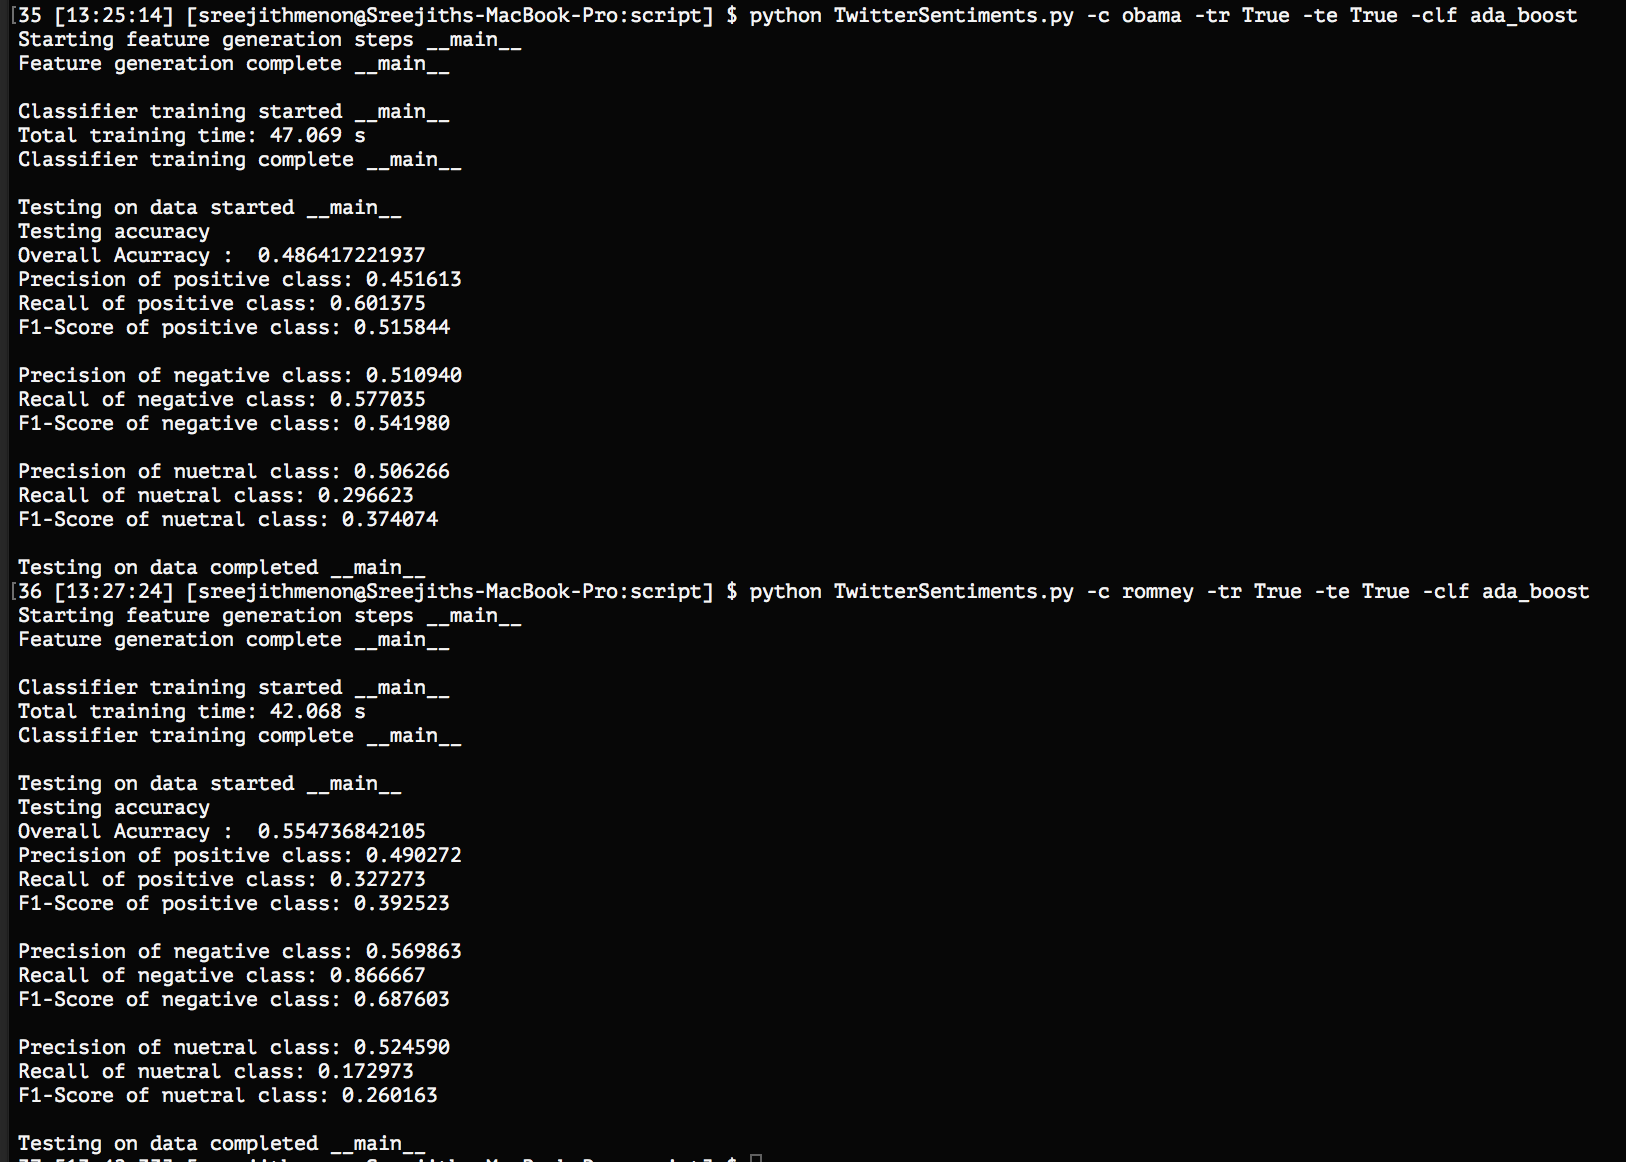 [35 [13:25:14] [sreejithmenon@Sreejiths-MacBook-Pro:script] $ python TwitterSentiments.py -c obama -tr True -te True -clf ada_boost
Starting feature generation steps __main__
Feature generation complete __main__
Classifier training started __main__
Total training time: 47.069 s
Classifier training complete __main__
Testing on data started __main__
Testing accuracy
Overall Acurracy :  0.486417221937
Precision of positive class: 0.451613
Recall of positive class: 0.601375
F1-Score of positive class: 0.515844
Precision of negative class: 0.510940
Recall of negative class: 0.577035
F1-Score of negative class: 0.541980
Precision of nuetral class: 0.506266
Recall of nuetral class: 0.296623
F1-Score of nuetral class: 0.374074
Testing on data completed __main__
[36 [13:27:24] [sreejithmenon@Sreejiths-MacBook-Pro:script] $ python TwitterSentiments.py -c romney -tr True -te True -clf ada_boost
Starting feature generation steps __main__
Feature generation complete __main__
Classifier training started __main__
Total training time: 42.068 s
Classifier training complete __main__
Testing on data started __main__
Testing accuracy
Overall Acurracy :  0.554736842105
Precision of positive class: 0.490272
Recall of positive class: 0.327273
F1-Score of positive class: 0.392523
Precision of negative class: 0.569863
Recall of negative class: 0.866667
F1-Score of negative class: 0.687603
Precision of nuetral class: 0.524590
Recall of nuetral class: 0.172973
F1-Score of nuetral class: 0.260163
Testing on data completed __main__